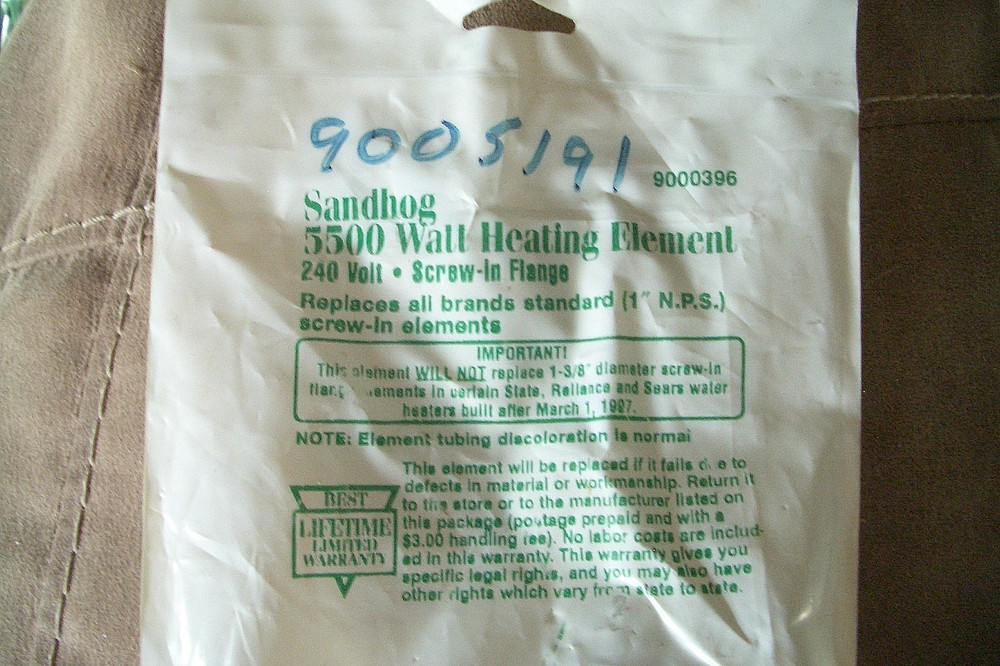 9005191
9000396
Sandhog
5500 Watt Heating Element
240 Volt • Screw-In Flange
Replaces all brands standard (1" N.P.S.)
screw-in elements
IMPORTANT!
This element WILL NOT replace 1-3/8" diameter screw-in
in certain State, Reliance and Sears water
heaters built after March 1, 1997.
NOTE: Element tubing discoloration is normal
This element will be replaced if it fails to
defects in material or workmanship. Return it
to the store or to the manufacturer listed on
this package (postage prepaid and with a
$3.00 handling fee). No labor costs are includ-
ed in this warranty. This warranty gives you
specific legal rights, and you may also have
other rights which vary from state to state.
BEST
LIFETIME
LIMITED
WARRANTY